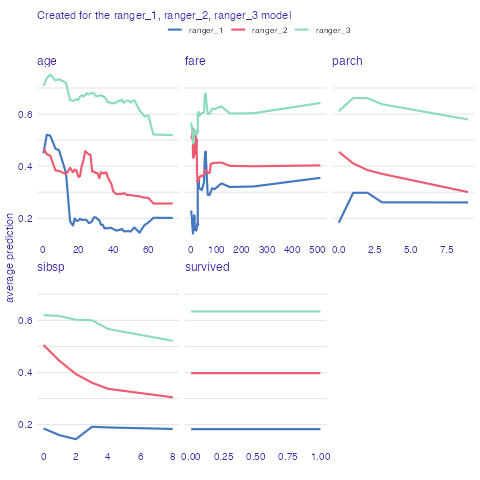 Created for the ranger_1, ranger_2, ranger_3 model
ranger_1 ranger_2 ranger_3
age fare parch
0.6
0.4
0.2
0 20 40 60 0 100 200 300 400 500 0.0 2.5 5.0 7.5
average prediction
sibsp survived
0.6
0.4
0.2
0 2 4 6 8 0.00 0.25 0.50 0.75 1.00